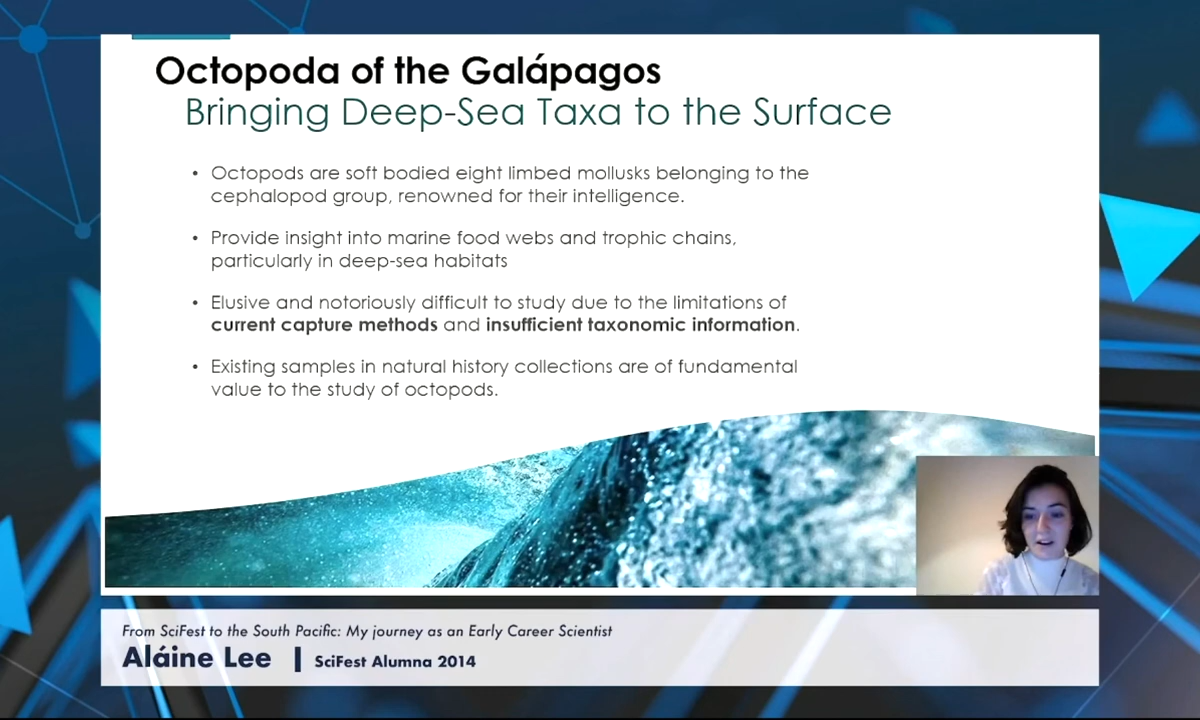 Octopoda of the Galápagos
Bringing Deep-Sea Taxa to the Surface
• Octopods are soft bodied eight limbed mollusks belonging to the
cephalopod group, renowned for their intelligence.
• Provide insight into marine food webs and trophic chains,
particularly in deep-sea habitats
• Elusive and notoriously difficult to study due to the limitations of
current capture methods and insufficient taxonomic information.
• Existing samples in natural history collections are of fundamental
value to the study of octopods.
From SciFest to the South Pacific: My journey as an Early Career Scientist
Aláine Lee | SciFest Alumna 2014